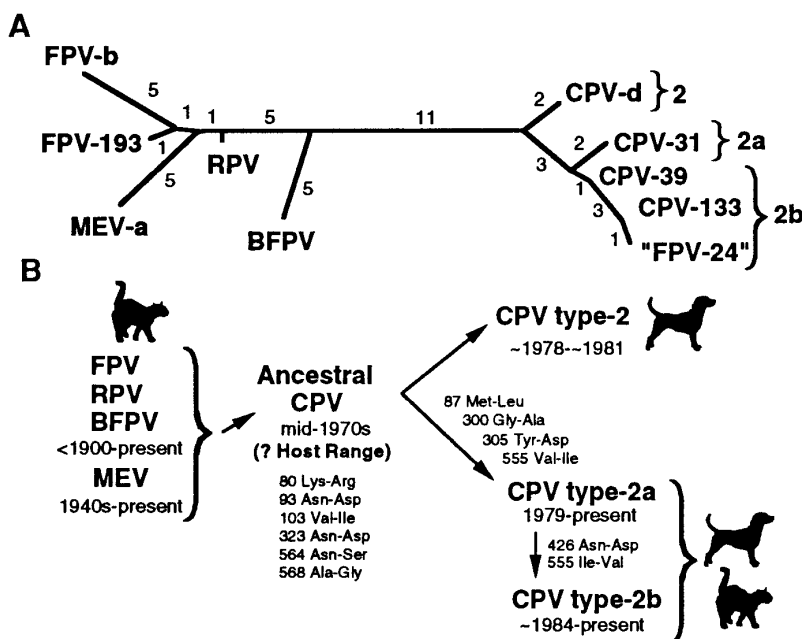 A
FPV-b
5
1
1
5
11
2
CPV-d
2
FPV-193
1
RPV
5
5
MEV-a
BFPV
2
CPV-31
2a
3
CPV-39
1
3
CPV-133
2b
1
"FPV-24"
B
FPV
RPV
BFPV
<1900-present
MEV
1940s-present
Ancestral
CPV
mid-1970s
(? Host Range)
80 Lys-Arg
93 Asn-Asp
103 Val-Ile
323 Asn-Asp
564 Asn-Ser
568 Ala-Gly
CPV type-2
~1978-~1981
87 Met-Leu
300 Gly-Ala
305 Tyr-Asp
555 Val-Ile
CPV type-2a
1979-present
426 Asn-Asp
555 Ile-Val
CPV type-2b
~1984-present